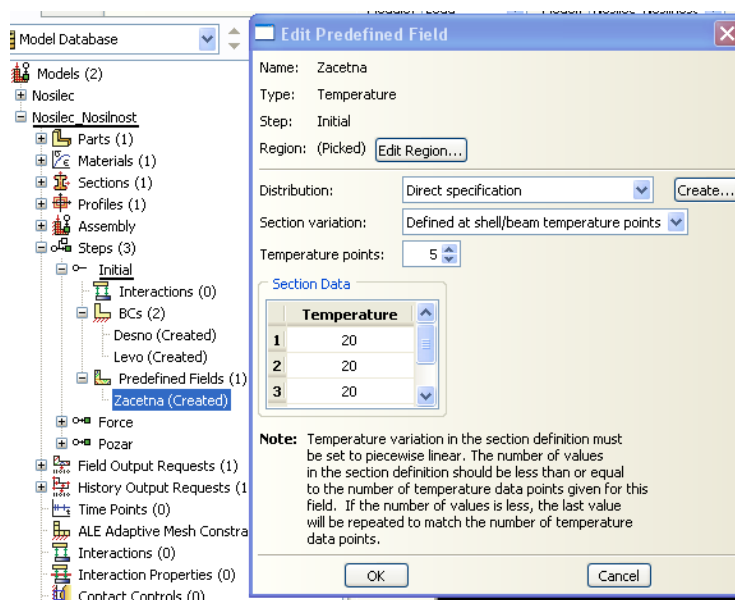 Model Database
Models (2)
Nosilec
Nosilec_Nosilnost
Parts (1)
Materials (1)
Sections (1)
Profiles (1)
Assembly
Steps (3)
Initial
Interactions (0)
BCs (2)
Desno (Created)
Levo (Created)
Predefined Fields (1)
Zacetna (Created)
Force
Pozar
Field Output Requests (1)
History Output Requests (1
Time Points (0)
ALE Adaptive Mesh Constra
Interactions (0)
Interaction Properties (0)
Contact Controls (0)
Edit Predefined Field
Name: Zacetna
Type: Temperature
Step: Initial
Region: (Picked) Edit Region...
Distribution: Direct specification Create...
Section variation: Defined at shell/beam temperature points
Temperature points: 5
Section Data
Temperature
1 20
2 20
3 20
Note: Temperature variation in the section definition must
be set to piecewise linear. The number of values
in the section definition should be less than or equal
to the number of temperature data points given for this
field. If the number of values is less, the last value
will be repeated to match the number of temperature
data points.
OK Cancel